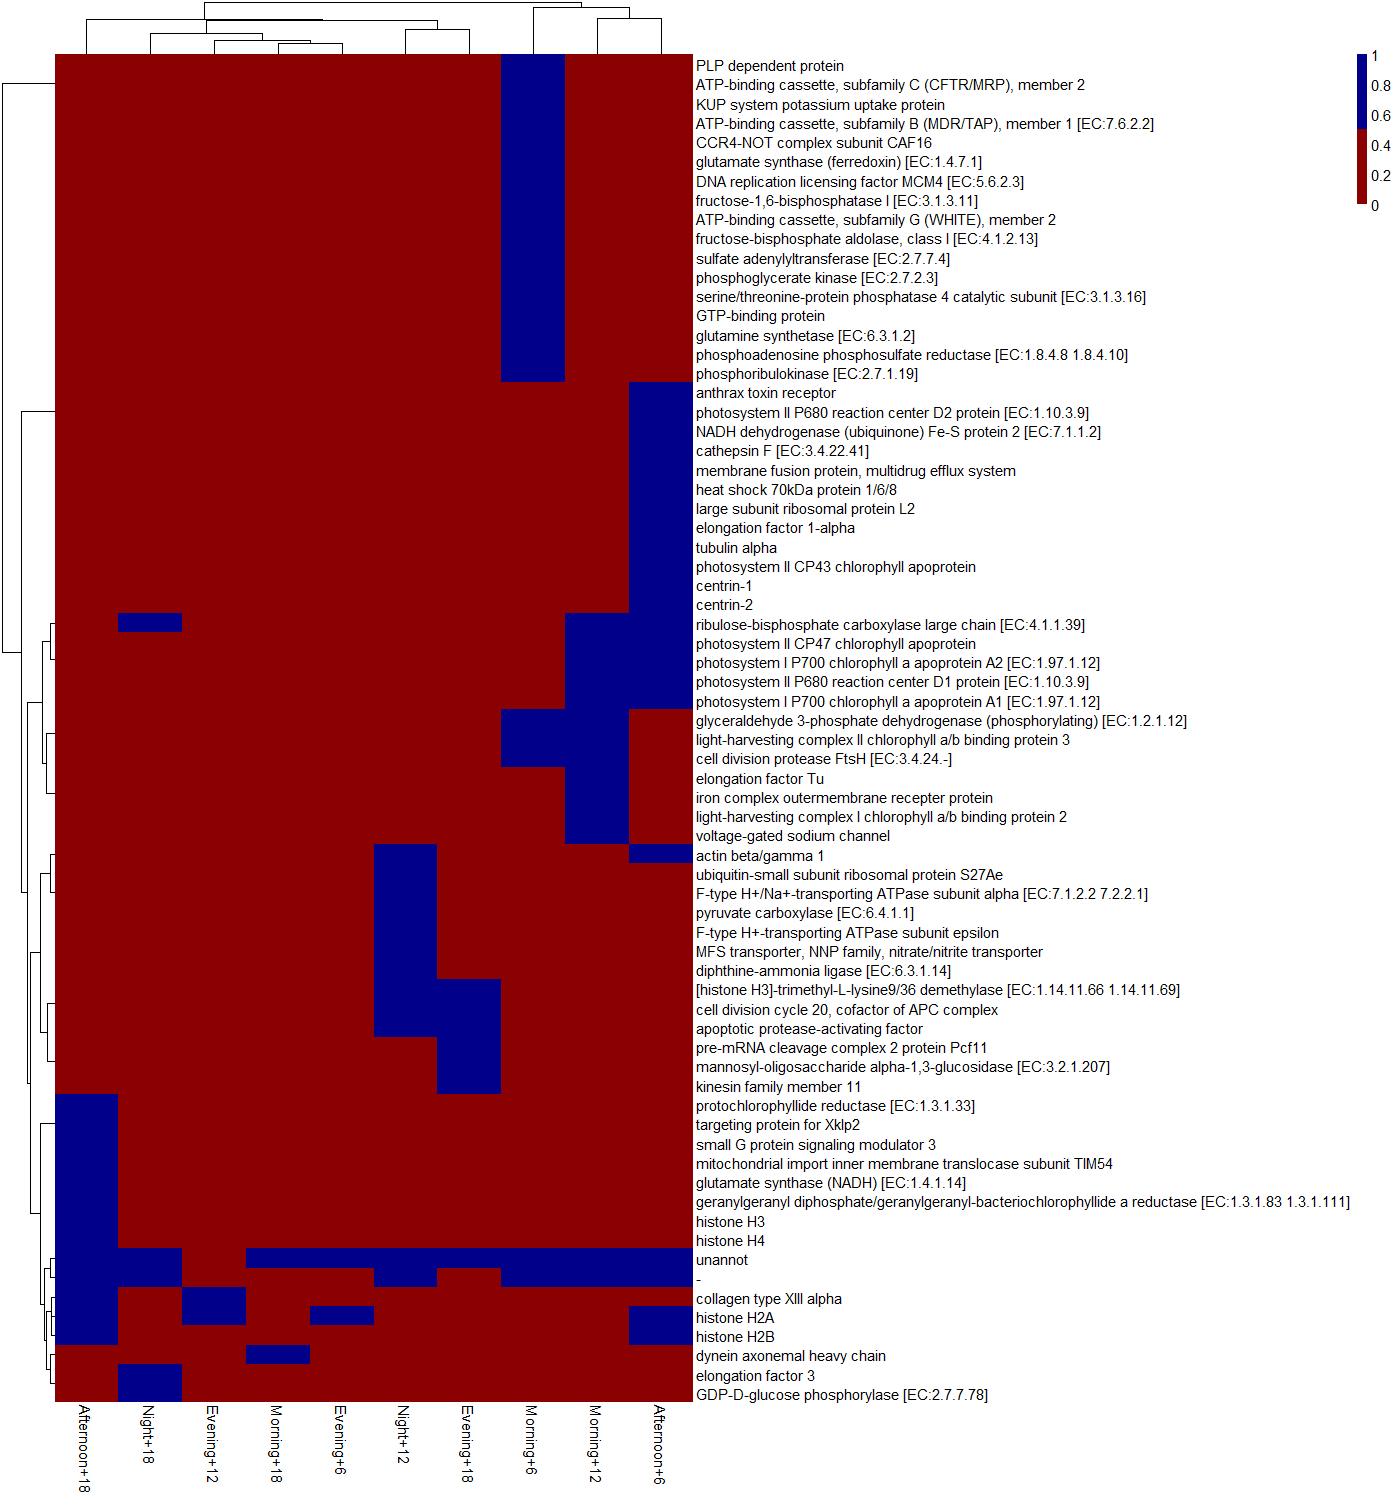 PLP dependent protein
ATP-binding cassette, subfamily C (CFTR/MRP), member 2
KUP system potassium uptake protein
ATP-binding cassette, subfamily B (MDR/TAP), member 1 [EC:7.6.2.2]
CCR4-NOT complex subunit CAF16
glutamate synthase (ferredoxin) [EC:1.4.7.1]
DNA replication licensing factor MCM4 [EC:5.6.2.3]
fructose-1,6-bisphosphatase I [EC:3.1.3.11]
ATP-binding cassette, subfamily G (WHITE), member 2
fructose-bisphosphate aldolase, class I [EC:4.1.2.13]
sulfate adenylyltransferase [EC:2.7.7.4]
phosphoglycerate kinase [EC:2.7.2.3]
serine/threonine-protein phosphatase 4 catalytic subunit [EC:3.1.3.16]
GTP-binding protein
glutamine synthetase [EC:6.3.1.2]
phosphoadenosine phosphosulfate reductase [EC:1.8.4.8 1.8.4.10]
phosphoribulokinase [EC:2.7.1.19]
anthrax toxin receptor
photosystem II P680 reaction center D2 protein [EC:1.10.3.9]
NADH dehydrogenase (ubiquinone) Fe-S protein 2 [EC:7.1.1.2]
cathepsin F [EC:3.4.22.41]
membrane fusion protein, multidrug efflux system
heat shock 70kDa protein 1/6/8
large subunit ribosomal protein L2
elongation factor 1-alpha
tubulin alpha
photosystem II CP43 chlorophyll apoprotein
centrin-1
centrin-2
ribulose-bisphosphate carboxylase large chain [EC:4.1.1.39]
photosystem II CP47 chlorophyll apoprotein
photosystem I P700 chlorophyll a apoprotein A2 [EC:1.97.1.12]
photosystem II P680 reaction center D1 protein [EC:1.10.3.9]
photosystem I P700 chlorophyll a apoprotein A1 [EC:1.97.1.12]
glyceraldehyde 3-phosphate dehydrogenase (phosphorylating) [EC:1.2.1.12]
light-harvesting complex II chlorophyll a/b binding protein 3
cell division protease FtsH [EC:3.4.24.-]
elongation factor Tu
iron complex outermembrane recepter protein
light-harvesting complex I chlorophyll a/b binding protein 2
voltage-gated sodium channel
actin beta/gamma 1
ubiquitin-small subunit ribosomal protein S27Ae
F-type H+/Na+-transporting ATPase subunit alpha [EC:7.1.2.2 7.2.2.1]
pyruvate carboxylase [EC:6.4.1.1]
F-type H+-transporting ATPase subunit epsilon
MFS transporter, NNP family, nitrate/nitrite transporter
diphthine-ammonia ligase [EC:6.3.1.14]
[histone H3]-trimethyl-L-lysine9/36 demethylase [EC:1.14.11.66 1.14.11.69]
cell division cycle 20, cofactor of APC complex
apoptotic protease-activating factor
pre-mRNA cleavage complex 2 protein Pcf11
mannosyl-oligosaccharide alpha-1,3-glucosidase [EC:3.2.1.207]
kinesin family member 11
protochlorophyllide reductase [EC:1.3.1.33]
targeting protein for Xklp2
small G protein signaling modulator 3
mitochondrial import inner membrane translocase subunit TIM54
glutamate synthase (NADH) [EC:1.4.1.14]
geranylgeranyl diphosphate/geranylgeranyl-bacteriochlorophyllide a reductase [EC:1.3.1.83 1.3.1.111]
histone H3
histone H4
unannot
-
collagen type XIII alpha
histone H2A
histone H2B
dynein axonemal heavy chain
elongation factor 3
GDP-D-glucose phosphorylase [EC:2.7.7.78]
1
0.8
0.6
0.4
0.2
0
Afternoon+18
Night+18
Evening+12
Morning+18
Evening+6
Night+12
Evening+18
Morning+6
Morning+12
Afternoon+6